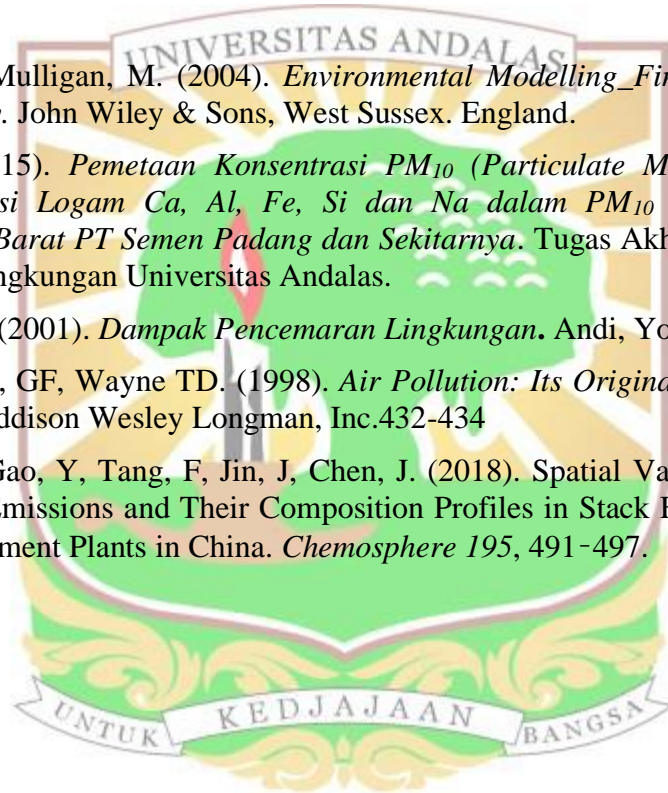 UNIVERSITAS ANDALAS
Mulligan, M. (2004). Environmental Modelling_Fin
. John Wiley & Sons, West Sussex. England.
15). Pemetaan Konsentrasi PM10 (Particulate M
si Logam Ca, Al, Fe, Si dan Na dalam PM10
Barat PT Semen Padang dan Sekitarnya. Tugas Akh
ngkungan Universitas Andalas.
(2001). Dampak Pencemaran Lingkungan. Andi, Yo
, GF, Wayne TD. (1998). Air Pollution: Its Origina
ddison Wesley Longman, Inc.432-434
Gao, Y, Tang, F, Jin, J, Chen, J. (2018). Spatial Va
Emissions and Their Composition Profiles in Stack
ment Plants in China. Chemosphere 195, 491-497.
UNTUK KEDJAJAAN BANGSA